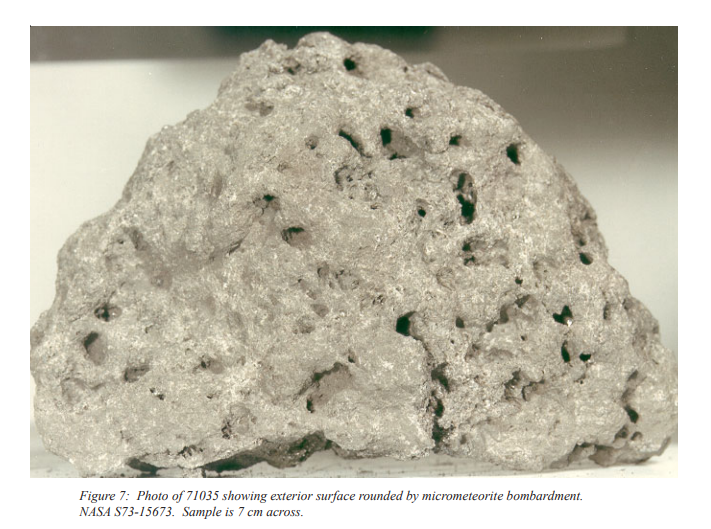 Figure 7:  Photo of 71035 showing exterior surface rounded by micrometeorite bombardment.
NASA S73-15673.  Sample is 7 cm across.